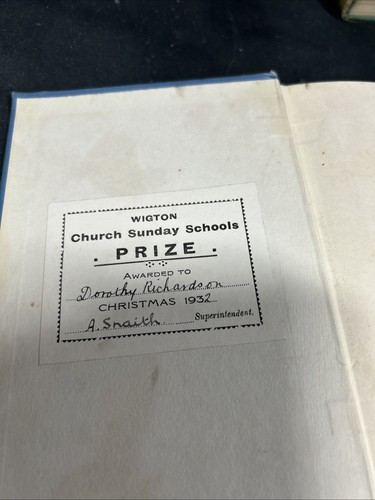 WIGTON
Church Sunday Schools
. PRIZE .
AWARDED TO
Dorothy Richardson
CHRISTMAS 1932
A. Snaith Superintendent.